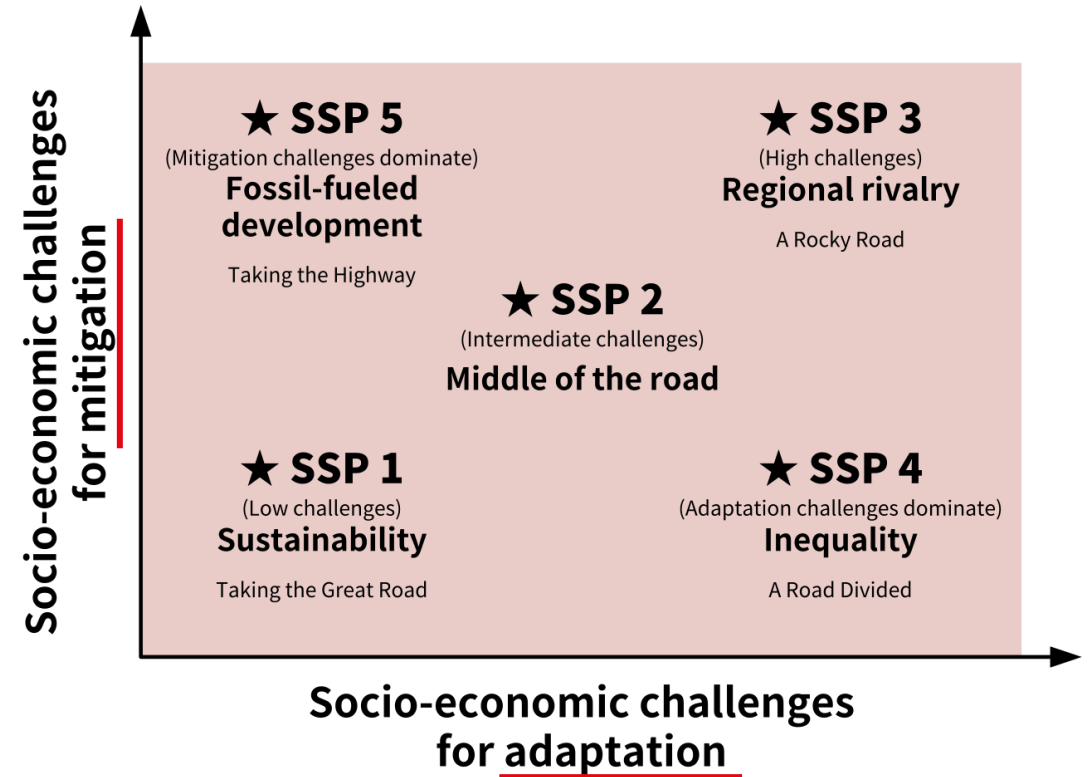 Socio-economic challenges
for mitigation
★ SSP 5
(Mitigation challenges dominate)
Fossil-fueled
development
Taking the Highway
★ SSP 3
(High challenges)
Regional rivalry
A Rocky Road
★ SSP 2
(Intermediate challenges)
Middle of the road
★ SSP 1
(Low challenges)
Sustainability
Taking the Great Road
★ SSP 4
(Adaptation challenges dominate)
Inequality
A Road Divided
Socio-economic challenges
for adaptation